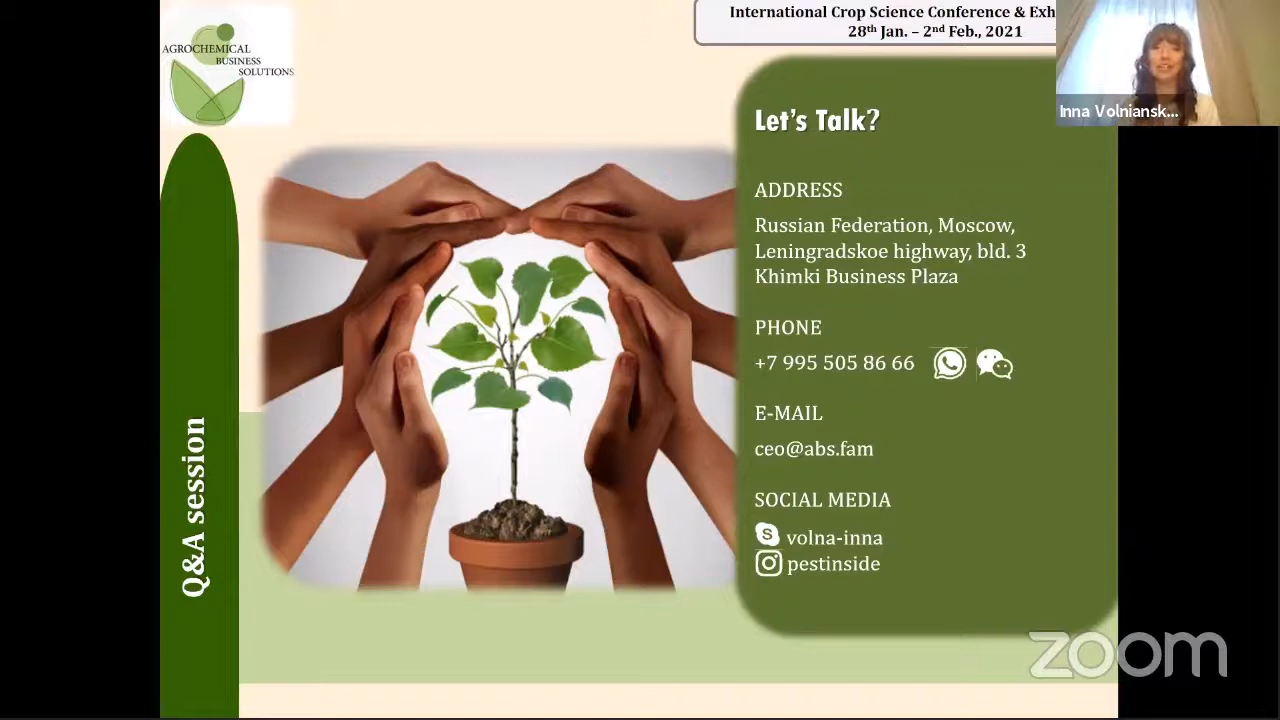 International Crop Science Conference & Exh
28th Jan. – 2nd Feb., 2021
AGROCHEMICAL
BUSINESS
SOLUTIONS
Inna Volniansk...
Let's Talk?
ADDRESS
Russian Federation, Moscow,
Leningradskoe highway, bld. 3
Khimki Business Plaza
PHONE
+7 995 505 86 66
E-MAIL
ceo@abs.fam
SOCIAL MEDIA
S volna-inna
pestinside
Q&A session
zoom